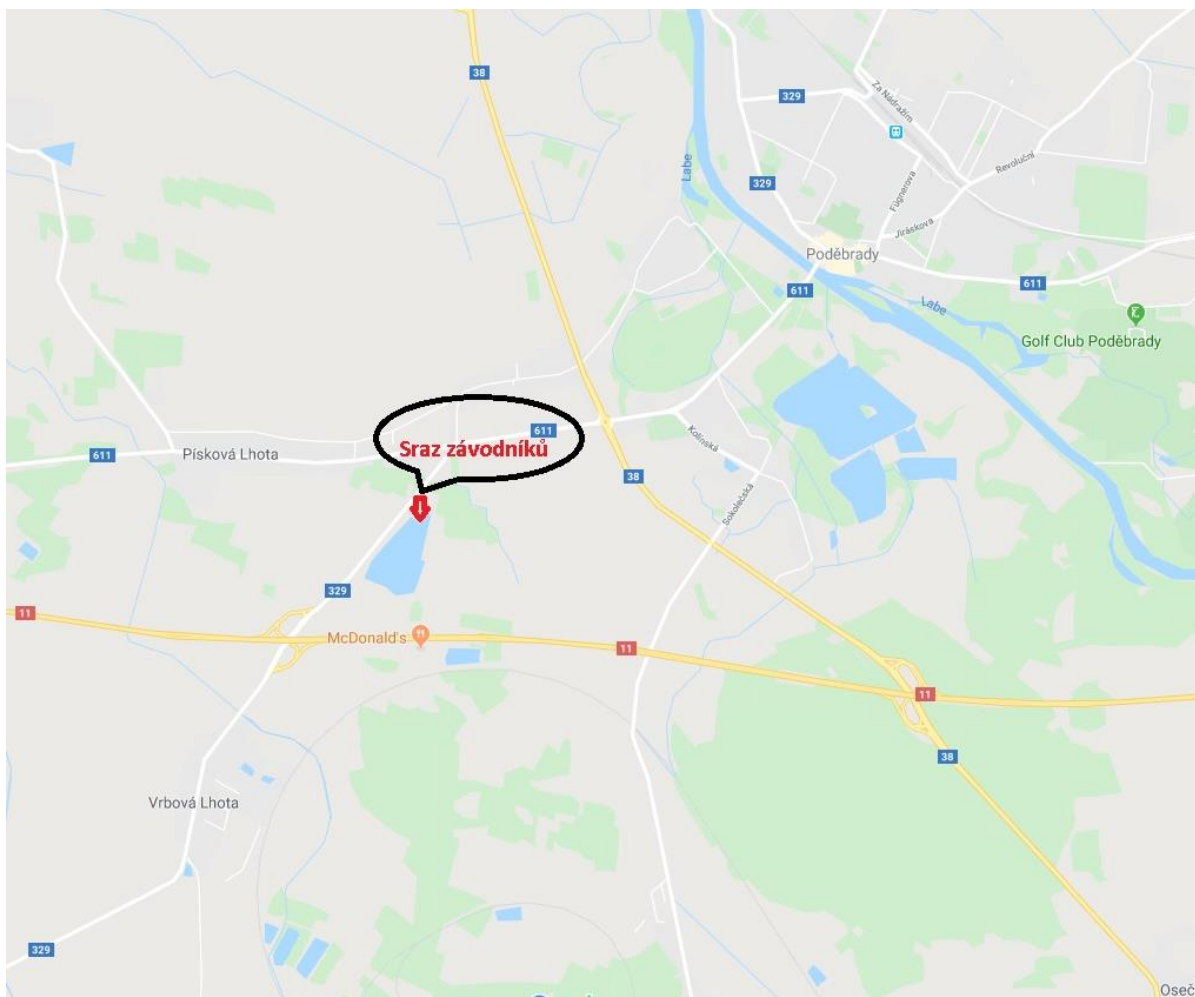 38
329
Za Nádražím
Labe
Revoluční
Fügnerova
329
Jiráskova
Poděbrady
611
611
Labe
Golf Club Poděbrady
611
Sraz závodníků
Kolínská
611
Písková Lhota
38
Sokolečská
329
11
McDonald's
11
11
38
Vrbová Lhota
329
Oseč